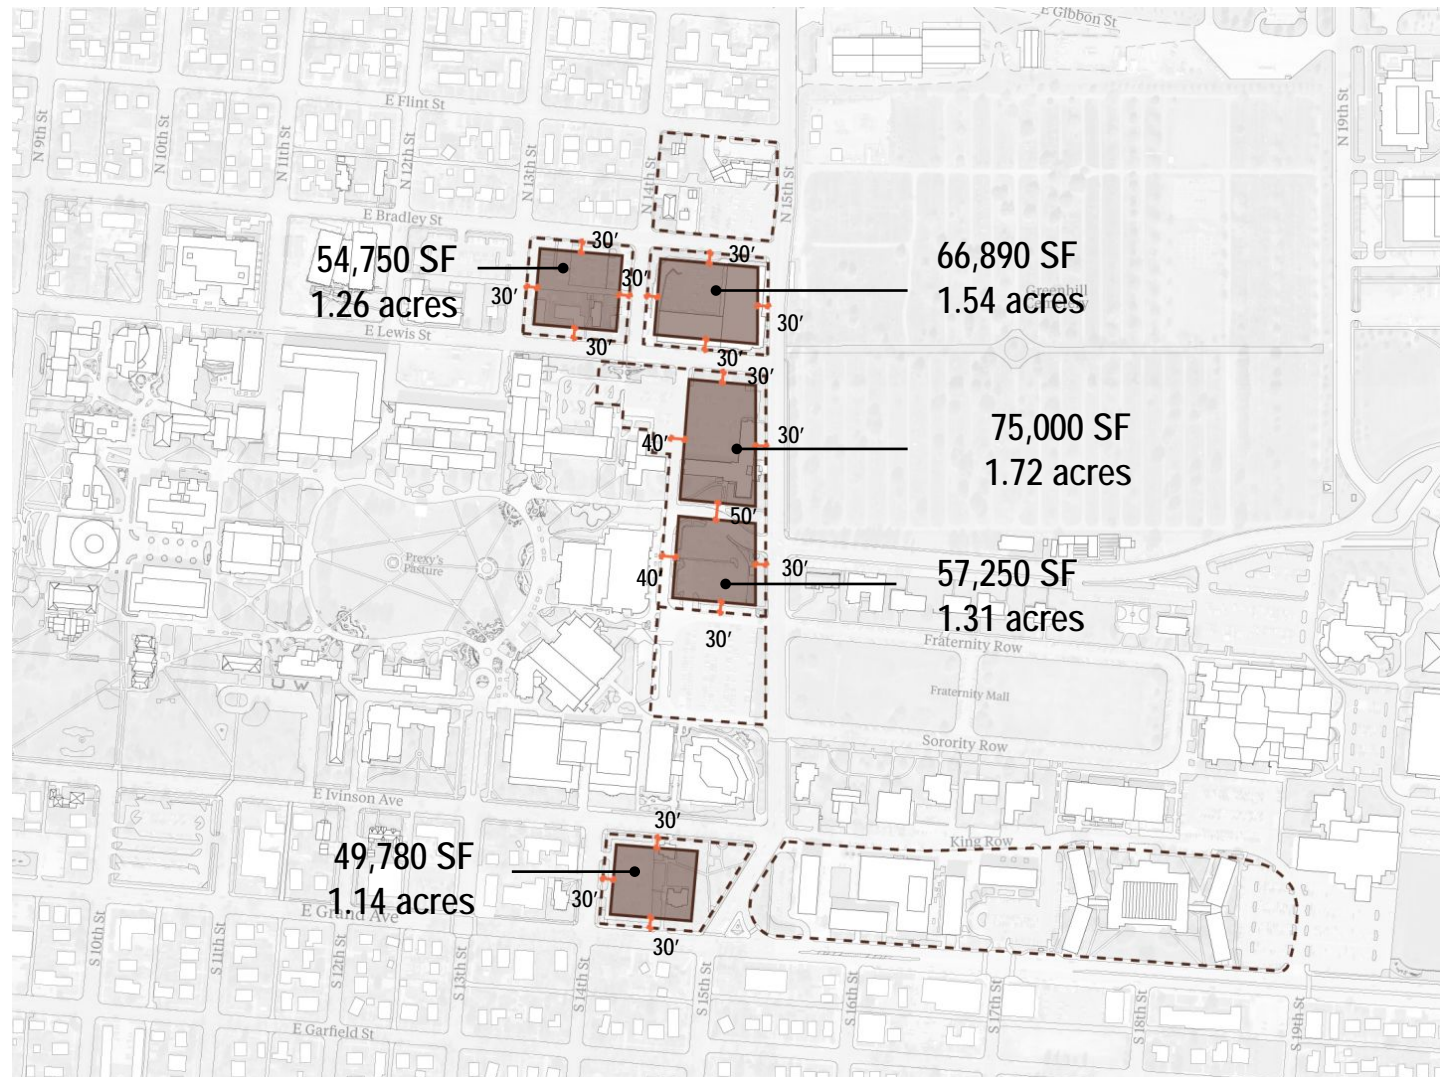 E Gibbon St
E Flint St
N 9th St
N 10th St
N 11th St
N 12th St
N 13th St
N 14th St
N 15th St
N 19th St
E Bradley St
54,750 SF
1.26 acres
30'
30'
30'
30'
30'
30'
30'
66,890 SF
1.54 acres
Greenhill
E Lewis St
30'
40'
30'
75,000 SF
1.72 acres
50'
40'
30'
30'
57,250 SF
1.31 acres
Prexy's
Pasture
U W
Fraternity Row
Fraternity Mall
Sorority Row
E Ivinson Ave
King Row
30'
49,780 SF
1.14 acres
30'
30'
E Grand Ave
S 10th St
S 11th St
S 12th St
S 13th St
S 14th St
S 15th St
S 16th St
S 17th St
S 18th St
S 19th St
E Garfield St